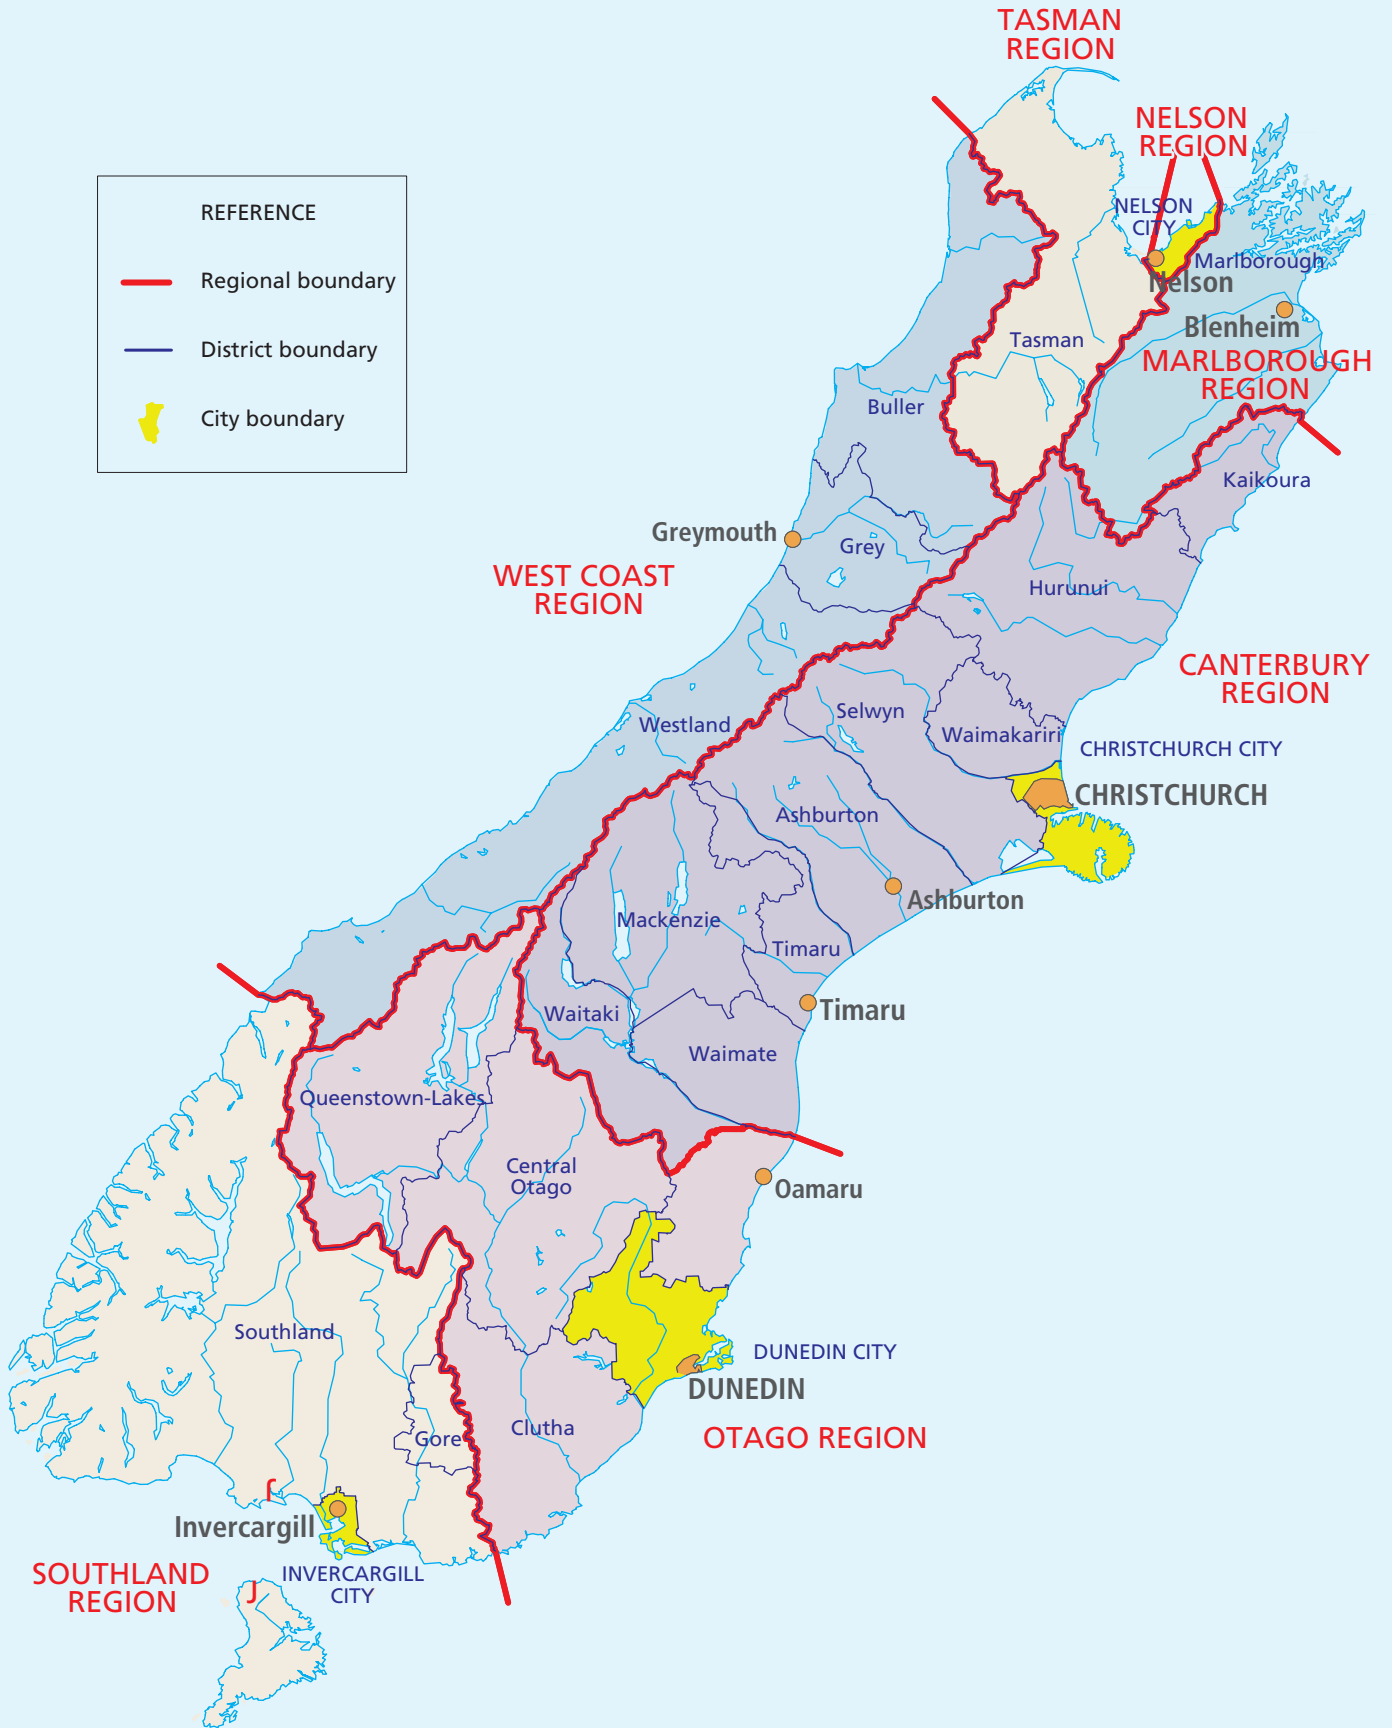 TASMAN
REGION
NELSON
REGION
REFERENCE
Regional boundary
District boundary
City boundary
NELSON
CITY
Marlborough
Nelson
Blenheim
Tasman
MARLBOROUGH
REGION
Buller
Kaikoura
Greymouth
Grey
WEST COAST
REGION
Hurunui
CANTERBURY
REGION
Selwyn
Westland
Waimakariri
CHRISTCHURCH CITY
CHRISTCHURCH
Ashburton
Ashburton
Mackenzie
Timaru
Timaru
Waitaki
Waimate
Queenstown-Lakes
Central
Otago
Oamaru
Southland
DUNEDIN CITY
DUNEDIN
Clutha
Gore
OTAGO REGION
Invercargill
SOUTHLAND
REGION
INVERCARGILL
CITY